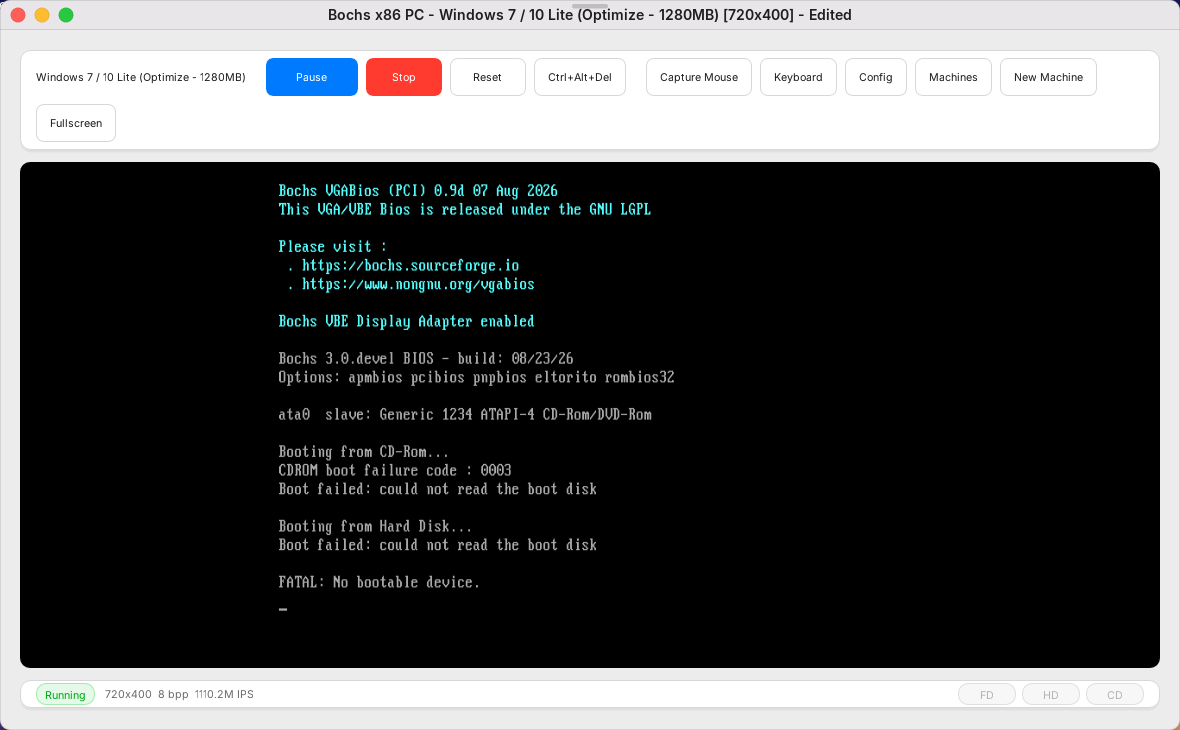 Bochs x86 PC - Windows 7 / 10 Lite (Optimize - 1280MB) [720x400] - Edited
Windows 7 / 10 Lite (Optimize - 1280MB)
Pause
Stop
Reset
Ctrl+Alt+Del
Capture Mouse
Keyboard
Config
Machines
New Machine
Fullscreen
Bochs VGABios (PCI) 0.9d 07 Aug 2026
This VGA/VBE Bios is released under the GNU LGPL
Please visit :
. https://bochs.sourceforge.io
. https://www.nongnu.org/vgabios
Bochs VBE Display Adapter enabled
Bochs 3.0.devel BIOS - build: 08/23/26
Options: apmbios pcibios pnpbios eltorito rombios32
ata0  slave: Generic 1234 ATAPI-4 CD-Rom/DVD-Rom
Booting from CD-Rom...
CDROM boot failure code : 0003
Boot failed: could not read the boot disk
Booting from Hard Disk...
Boot failed: could not read the boot disk
FATAL: No bootable device.
_
Running
720x400  8 bpp  1110.2M IPS
FD
HD
CD